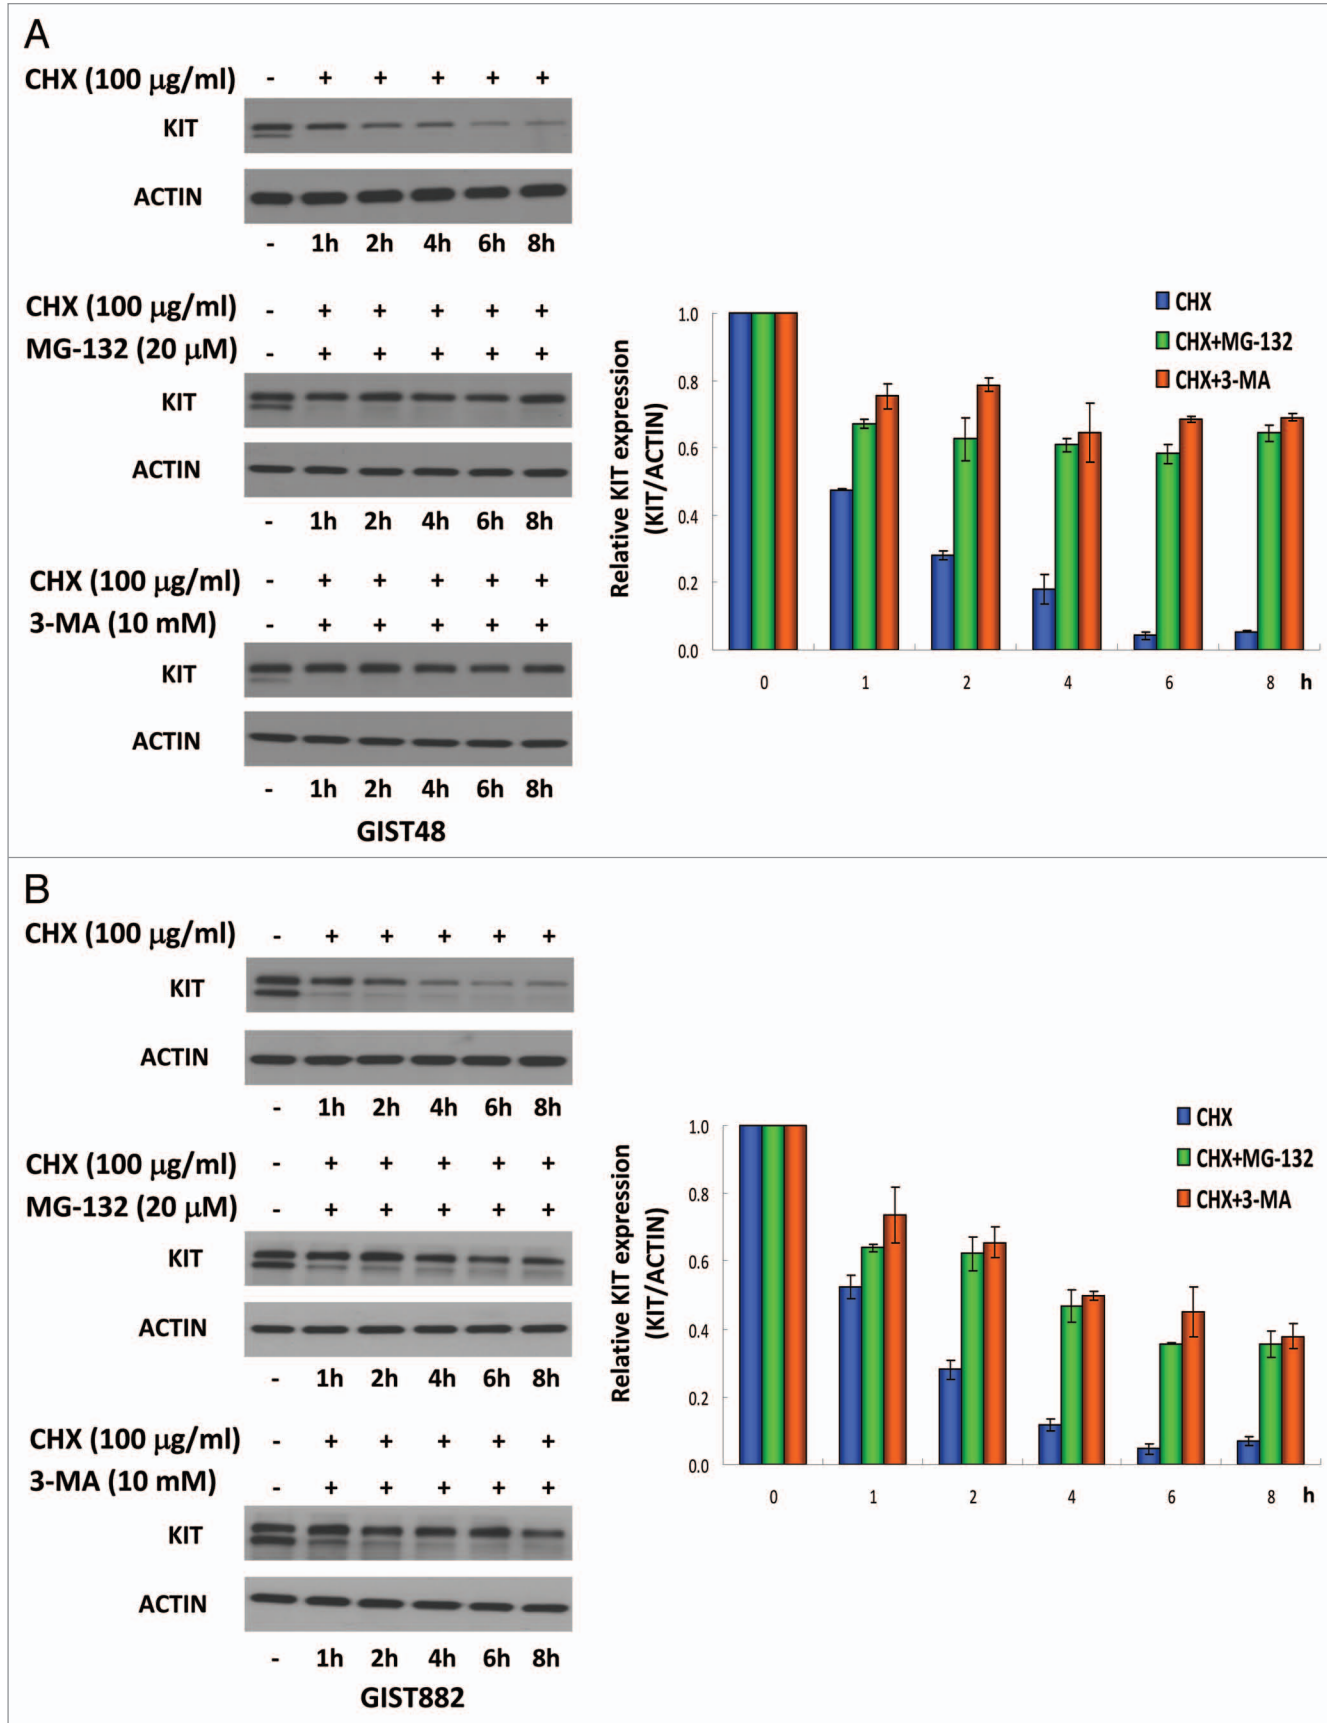 A
CHX (100 µg/ml) - + + + + +
KIT
ACTIN
- 1h 2h 4h 6h 8h
CHX (100 µg/ml) - + + + + +
MG-132 (20 µM) - + + + + +
KIT
ACTIN
- 1h 2h 4h 6h 8h
CHX (100 µg/ml) - + + + + +
3-MA (10 mM) - + + + + +
KIT
ACTIN
- 1h 2h 4h 6h 8h
GIST48
Relative KIT expression
(KIT/ACTIN)
1.0
0.8
0.6
0.4
0.2
0.0
0 1 2 4 6 8 h
CHX
CHX+MG-132
CHX+3-MA
B
CHX (100 µg/ml) - + + + + +
KIT
ACTIN
- 1h 2h 4h 6h 8h
CHX (100 µg/ml) - + + + + +
MG-132 (20 µM) - + + + + +
KIT
ACTIN
- 1h 2h 4h 6h 8h
CHX (100 µg/ml) - + + + + +
3-MA (10 mM) - + + + + +
KIT
ACTIN
- 1h 2h 4h 6h 8h
GIST882
Relative KIT expression
(KIT/ACTIN)
1.0
0.8
0.6
0.4
0.2
0.0
0 1 2 4 6 8 h
CHX
CHX+MG-132
CHX+3-MA